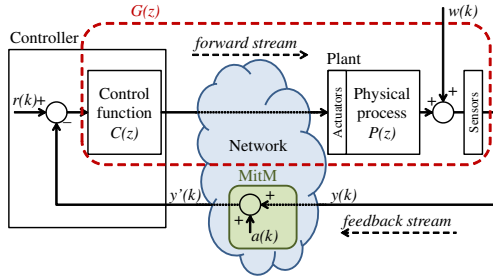 G(z)
w(k)
Controller
forward stream
Plant
r(k)
+
−
Control
function
C(z)
Actuators
Physical
process
P(z)
+
+
Sensors
Network
MitM
y'(k)
+
+
a(k)
y(k)
feedback stream